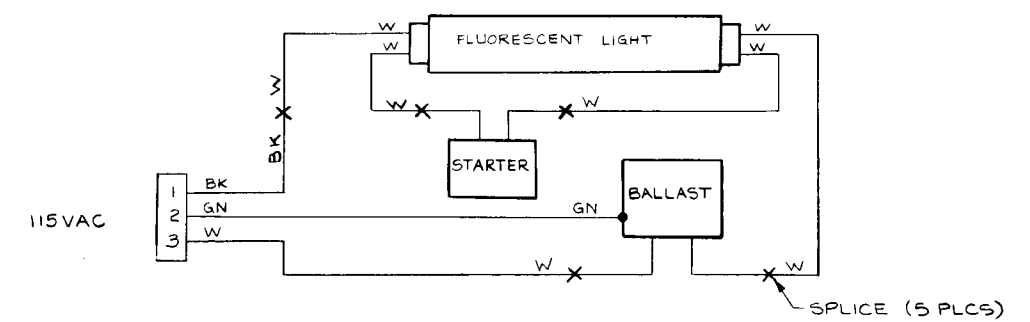 W
W
FLUORESCENT LIGHT
W
W
W
BK
W
W
STARTER
BALLAST
115VAC
1
2
3
BK
GN
W
GN
W
W
SPLICE (5 PLCS)